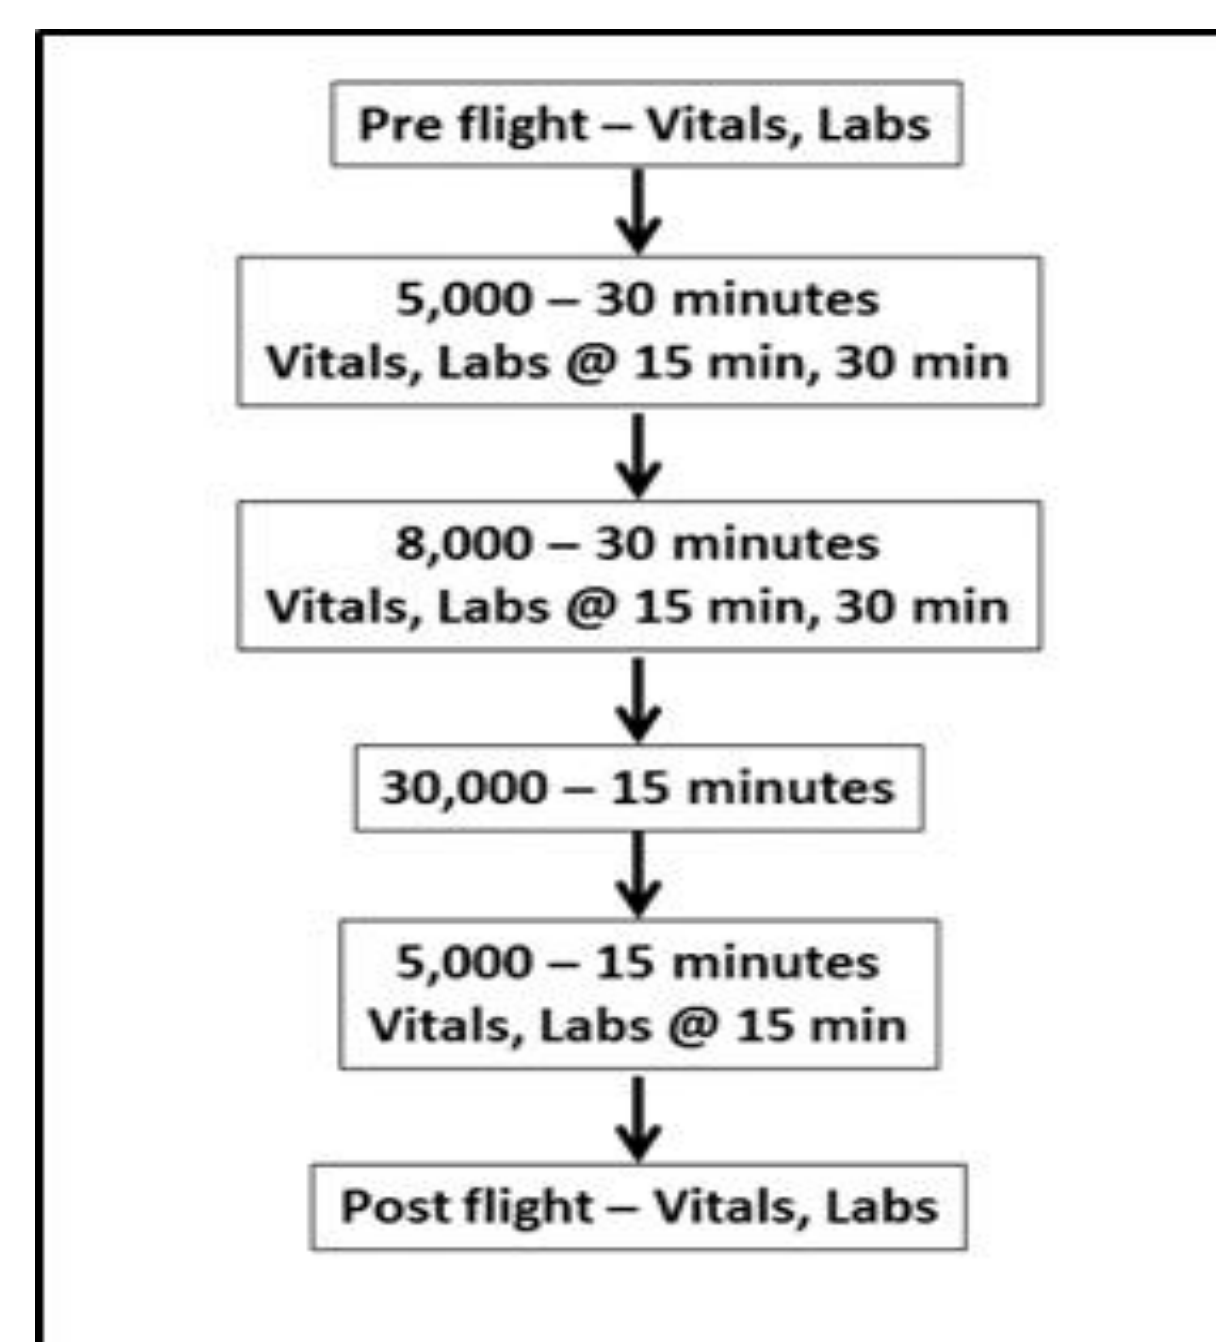 Pre flight – Vitals, Labs
5,000 – 30 minutes
Vitals, Labs @ 15 min, 30 min
8,000 – 30 minutes
Vitals, Labs @ 15 min, 30 min
30,000 – 15 minutes
5,000 – 15 minutes
Vitals, Labs @ 15 min
Post flight – Vitals, Labs